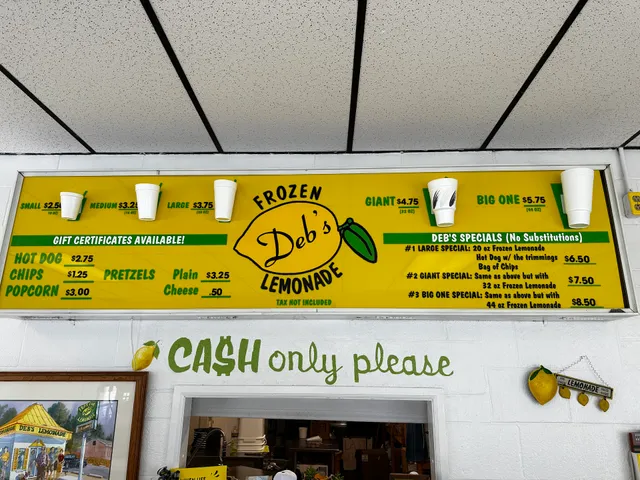 SMALL $2.50
MEDIUM $3.25
LARGE $3.75
FROZEN
Deb's
LEMONADE
TAX NOT INCLUDED
GIANT $4.75
BIG ONE $5.75
GIFT CERTIFICATES AVAILABLE!
HOT DOG $2.75
CHIPS $1.25 PRETZELS Plain $3.25
POPCORN $3.00 Cheese .50
DEB'S SPECIALS (No Substitutions)
#1 LARGE SPECIAL: 20 oz Frozen Lemonade
Hot Dog w/ the trimmings
Bag of Chips $6.50
#2 GIANT SPECIAL: Same as above but with
32 oz Frozen Lemonade $7.50
#3 BIG ONE SPECIAL: Same as above but with
44 oz Frozen Lemonade $8.50
CA$H only please
LEMONADE
DEB'S LEMONADE